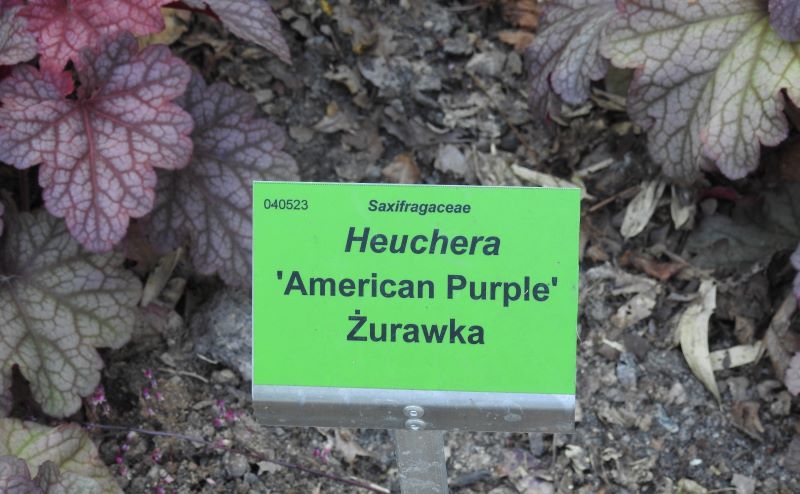 040523 Saxifragaceae
Heuchera
'American Purple'
Żurawka